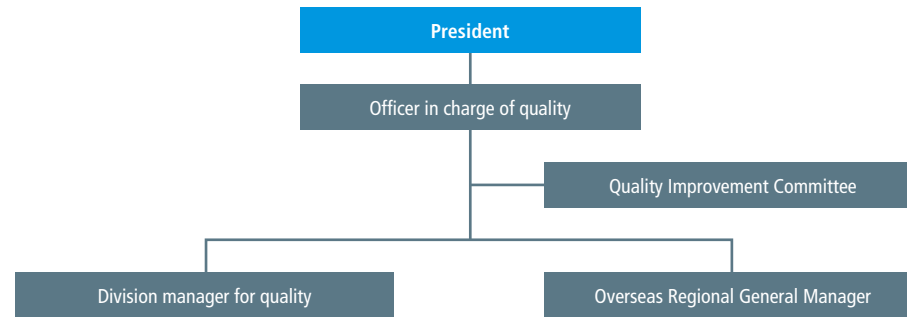 President
Officer in charge of quality
Quality Improvement Committee
Division manager for quality
Overseas Regional General Manager